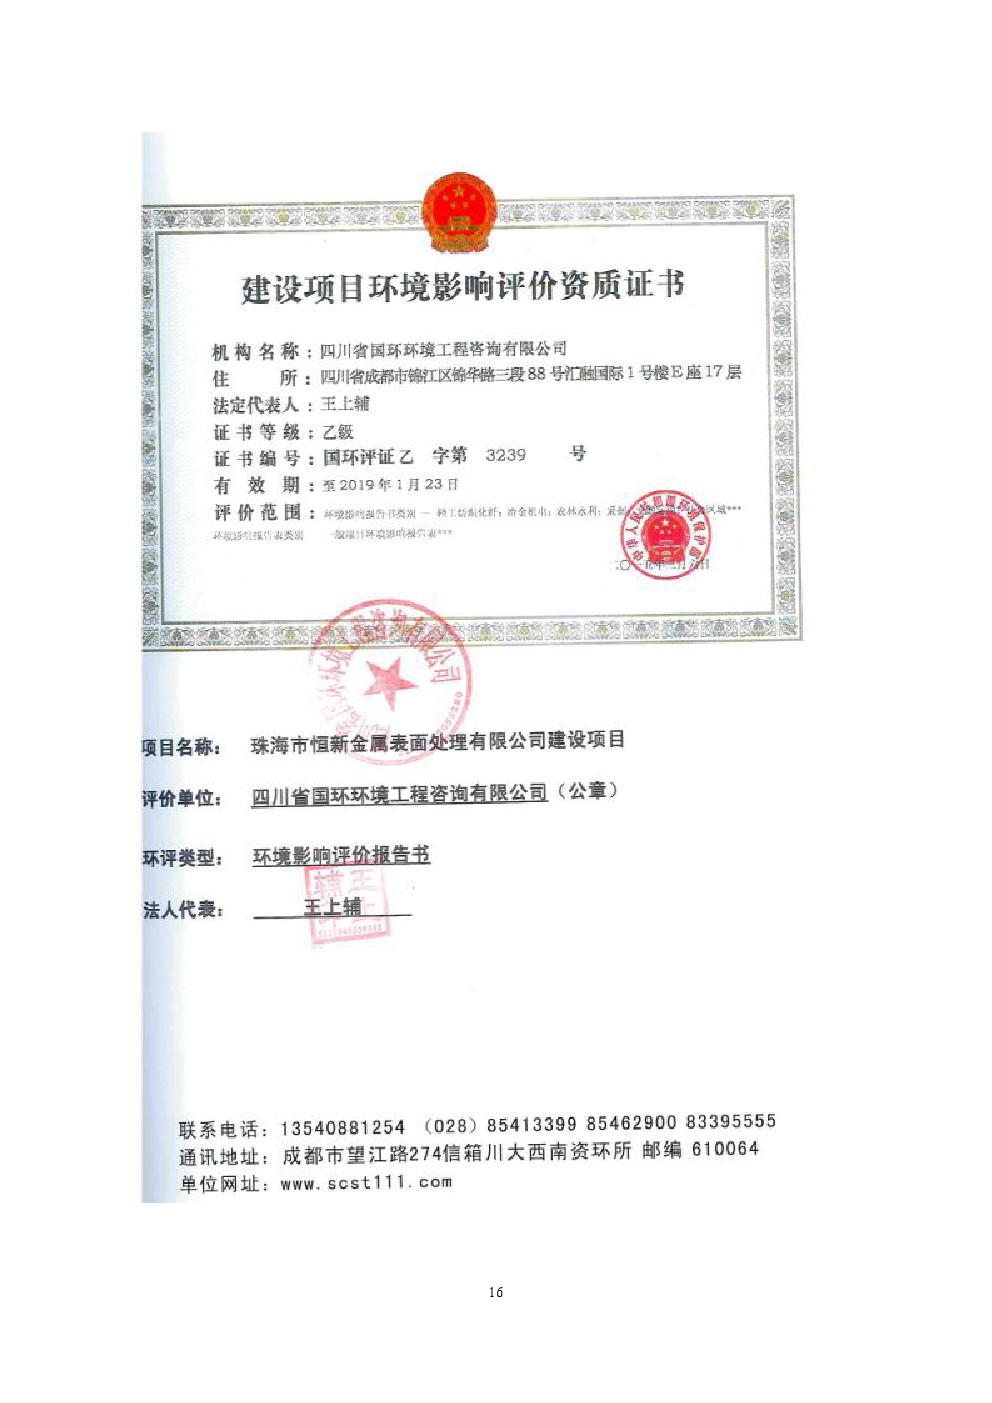 建设项目环境影响评价资质证书
机构名称：四川省国环环境工程咨询有限公司
住 所：四川省成都市锦江区锦华路三段88号汇融国际1号楼E座17层
法定代表人：王上辅
证书等级：乙级
证书编号：国环评证乙 字第 3239 号
有效期：至2019年1月23日
评价范围：环境影响报告书类别 — 轻工纺织化纤；冶金机电；农林水利；采掘
环境影响报告表类别 一般项目环境影响报告表***
项目名称： 珠海市恒新金属表面处理有限公司建设项目
评价单位： 四川省国环环境工程咨询有限公司（公章）
环评类型： 环境影响评价报告书
法人代表： 王上辅
联系电话：13540881254 （028）85413399 85462900 83395555
通讯地址：成都市望江路274信箱川大西南资环所 邮编 610064
单位网址：www.scst111.com
16